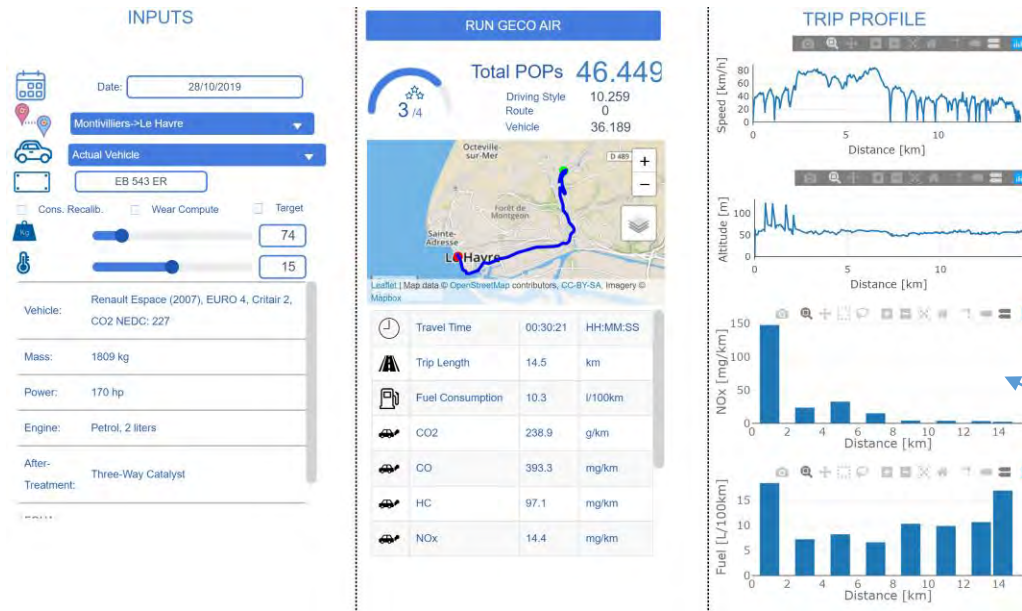 INPUTS
Date:
28/10/2019
Montivilliers->Le Havre
Actual Vehicle
EB 543 ER
Cons. Recalib.
Wear Compute
Target
Kg
74
15
Vehicle:
Renault Espace (2007), EURO 4, Critair 2,
CO2 NEDC: 227
Mass:
1809 kg
Power:
170 hp
Engine:
Petrol, 2 liters
After-
Treatment:
Three-Way Catalyst
RUN GECO AIR
3 /4
Total POPs 46.449
Driving Style 10.259
Route 0
Vehicle 36.189
Octeville-
sur-Mer
D 489
+
−
Forêt de
Montgeon
Sainte-
Adresse
Le Havre
Leaflet | Map data © OpenStreetMap contributors, CC-BY-SA, Imagery ©
Mapbox
Travel Time 00:30:21 HH:MM:SS
Trip Length 14.5 km
Fuel Consumption 10.3 l/100km
CO2 238.9 g/km
CO 393.3 mg/km
HC 97.1 mg/km
NOx 14.4 mg/km
TRIP PROFILE
Speed [km/h]
80
60
40
20
0
0 5 10
Distance [km]
Altitude [m]
100
50
0
0 5 10
Distance [km]
NOx [mg/km]
150
100
50
0
0 2 4 6 8 10 12 14
Distance [km]
Fuel [L/100km]
15
10
5
0
0 2 4 6 8 10 12 14
Distance [km]